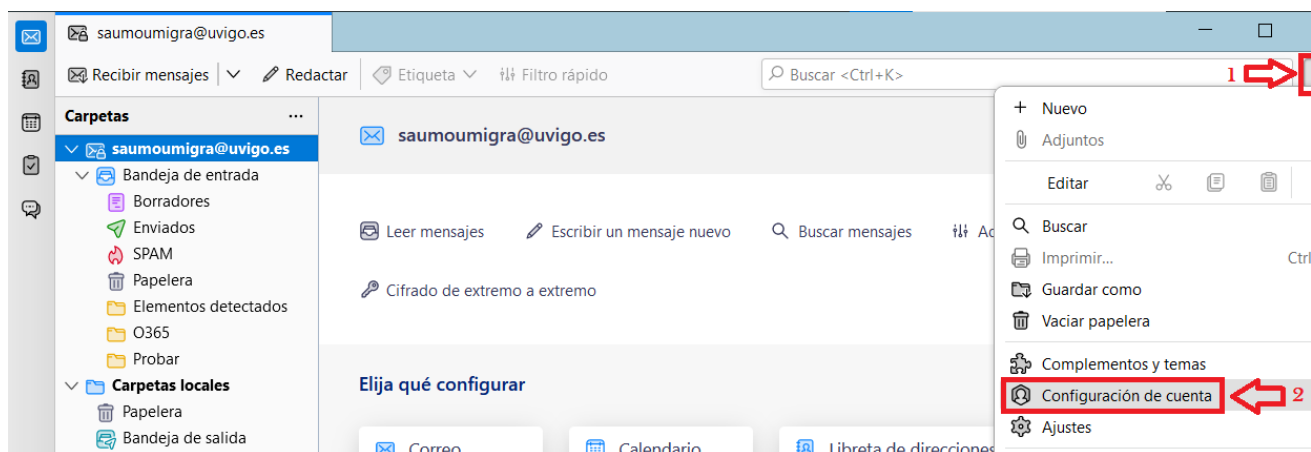 saumoumigra@uvigo.es
Recibir mensajes Redactar Etiqueta Filtro rápido Buscar <Ctrl+K> 1
Carpetas ...
saumoumigra@uvigo.es
Bandeja de entrada
Borradores
Enviados
SPAM
Papelera
Elementos detectados
O365
Probar
Carpetas locales
Papelera
Bandeja de salida
saumoumigra@uvigo.es
Leer mensajes Escribir un mensaje nuevo Buscar mensajes
Cifrado de extremo a extremo
Elija qué configurar
Correo Calendario Libreta de direcciones
Nuevo
Adjuntos
Editar
Buscar
Imprimir... Ctrl
Guardar como
Vaciar papelera
Complementos y temas
Configuración de cuenta 2
Ajustes